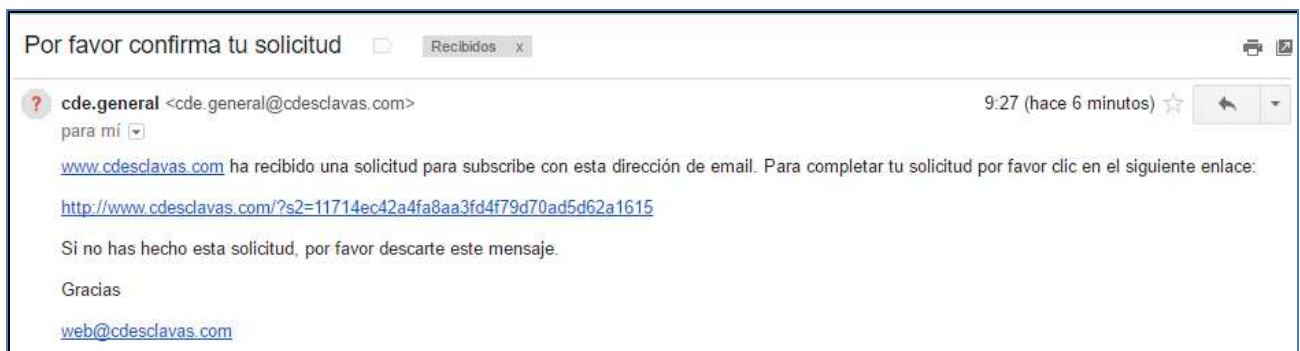 Por favor confirma tu solicitud Recibidos x
? cde.general <cde.general@cdesclavas.com> 9:27 (hace 6 minutos)
para mí
www.cdesclavas.com ha recibido una solicitud para subscribe con esta dirección de email. Para completar tu solicitud por favor clic en el siguiente enlace:
http://www.cdesclavas.com/?s2=11714ec42a4fa8aa3fd4f79d70ad5d62a1615
Si no has hecho esta solicitud, por favor descarte este mensaje.
Gracias
web@cdesclavas.com